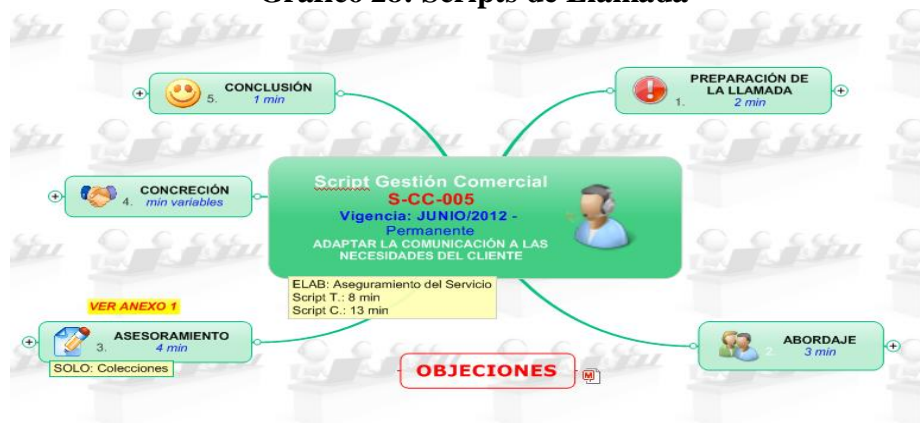 Gráfico 28: Scripts de Llamada
5. CONCLUSIÓN
1 min
PREPARACIÓN DE
LA LLAMADA
1. 2 min
Script Gestión Comercial
S-CC-005
Vigencia: JUNIO/2012 -
Permanente
ADAPTAR LA COMUNICACIÓN A LAS
NECESIDADES DEL CLIENTE
CONCRECIÓN
4. min variables
ELAB: Aseguramiento del Servicio
Script T.: 8 min
Script C.: 13 min
VER ANEXO 1
ASESORAMIENTO
3. 4 min
SOLO: Colecciones
ABORDAJE
2. 3 min
OBJECIONES
M